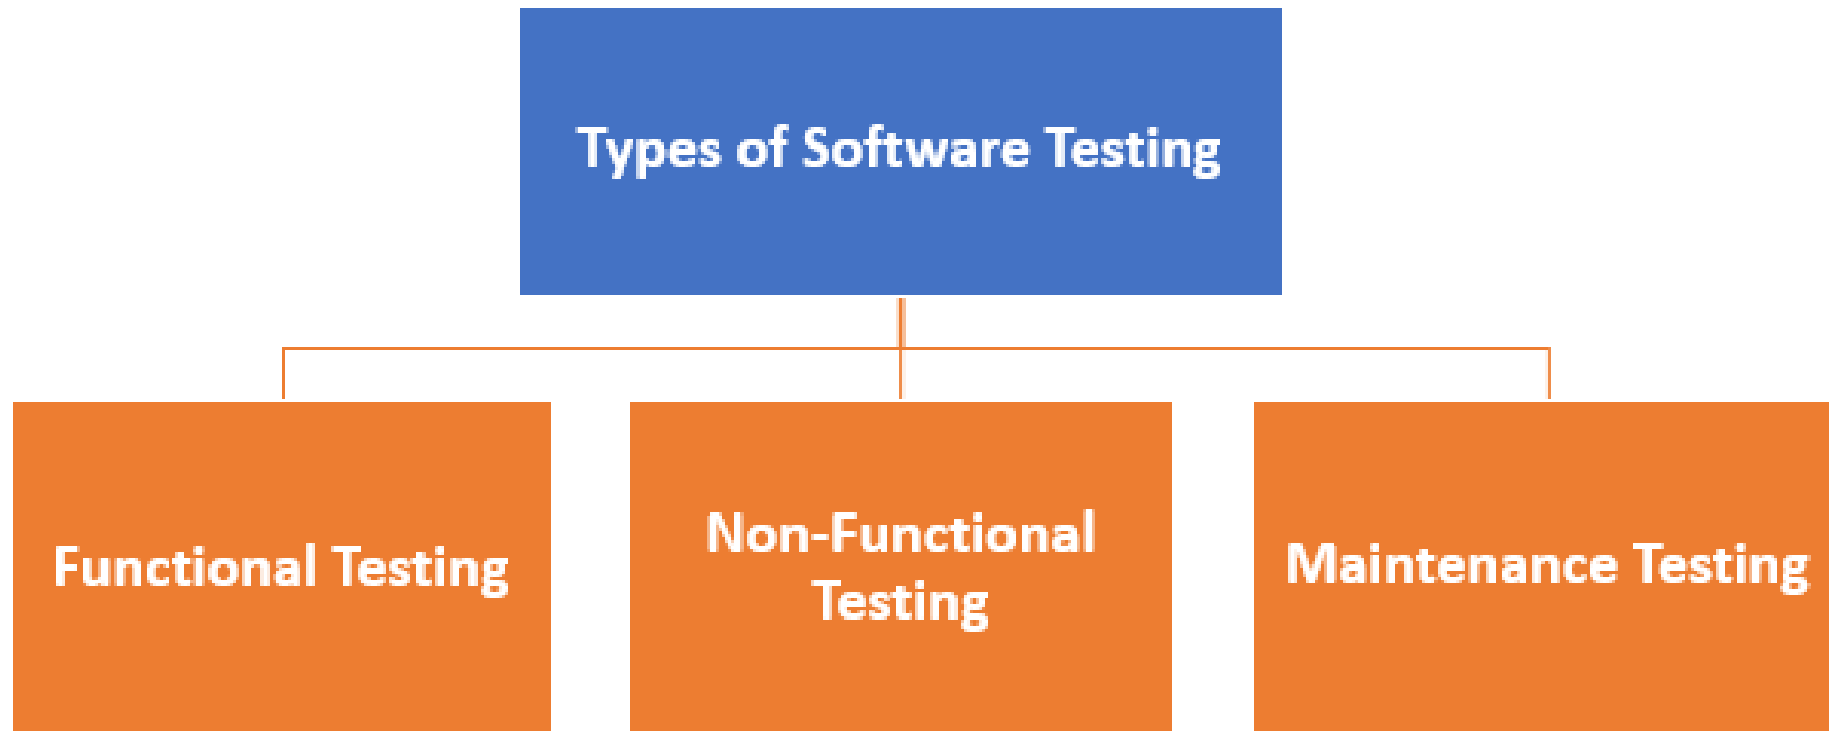 Types of Software Testing
Functional Testing
Non-Functional
Testing
Maintenance Testing